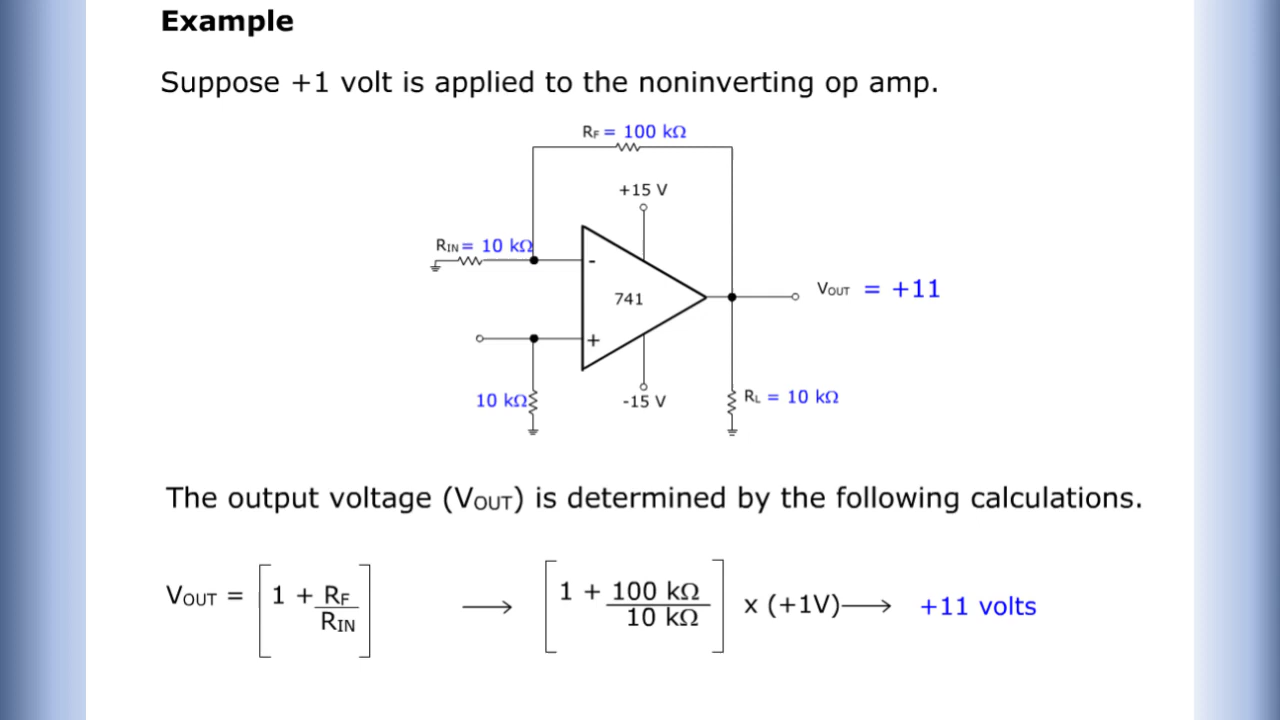 Example
Suppose +1 volt is applied to the noninverting op amp.
RF = 100 kΩ
+15 V
RIN = 10 kΩ
-
741
VOUT = +11
+
10 kΩ
-15 V
RL = 10 kΩ
The output voltage (VOUT) is determined by the following calculations.
VOUT = [1 + RF / RIN] → [1 + 100 kΩ / 10 kΩ] x (+1V) → +11 volts